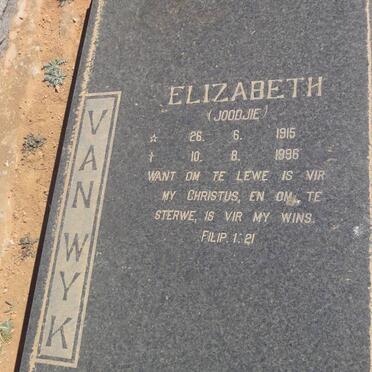 VAN WYK
ELIZABETH
(JOODJIE)
☆ 26. 6. 1915
† 10. 8. 1996
WANT OM TE LEWE IS VIR
MY CHRISTUS, EN OM TE
STERWE, IS VIR MY WINS.
FILIP. 1: 21